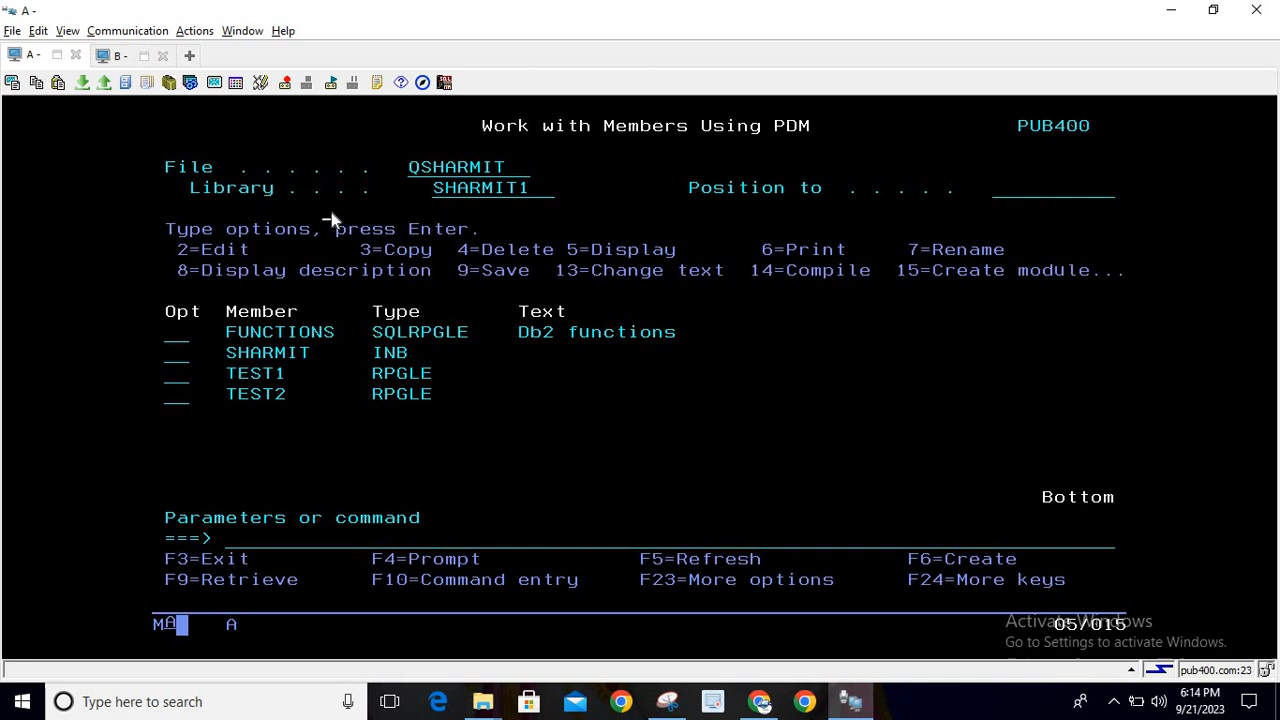 A -
File Edit View Communication Actions Window Help
A - B -
Work with Members Using PDM PUB400
File . . . . . . QSHARMIT
Library . . . . SHARMIT1 Position to . . . . .
Type options, press Enter.
2=Edit 3=Copy 4=Delete 5=Display 6=Print 7=Rename
8=Display description 9=Save 13=Change text 14=Compile 15=Create module...
Opt Member Type Text
FUNCTIONS SQLRPGLE Db2 functions
SHARMIT INB
TEST1 RPGLE
TEST2 RPGLE
Bottom
Parameters or command
===>
F3=Exit F4=Prompt F5=Refresh F6=Create
F9=Retrieve F10=Command entry F23=More options F24=More keys
MA A 05/015
Activate Windows
Go to Settings to activate Windows.
pub400.com:23
Type here to search
6:14 PM
9/21/2023